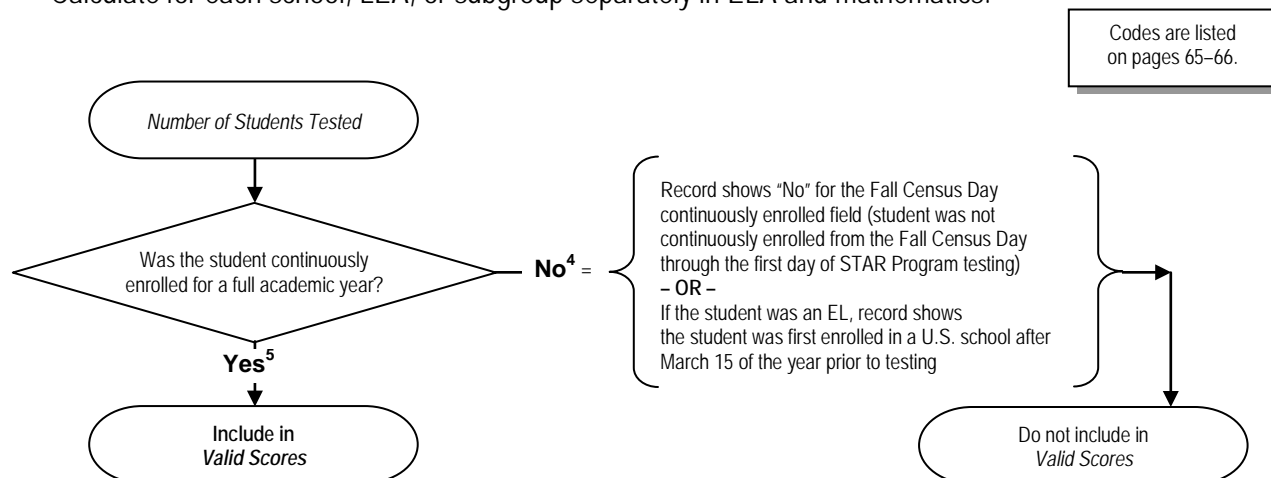 Calculate for each school, LEA, or subgroup separately in ELA and mathematics.
Codes are listed
on pages 65–66.
Number of Students Tested
Was the student continuously
enrolled for a full academic year?
No4 =
Record shows “No” for the Fall Census Day
continuously enrolled field (student was not
continuously enrolled from the Fall Census Day
through the first day of STAR Program testing)
– OR –
If the student was an EL, record shows
the student was first enrolled in a U.S. school after
March 15 of the year prior to testing
Yes5
Include in
Valid Scores
Do not include in
Valid Scores